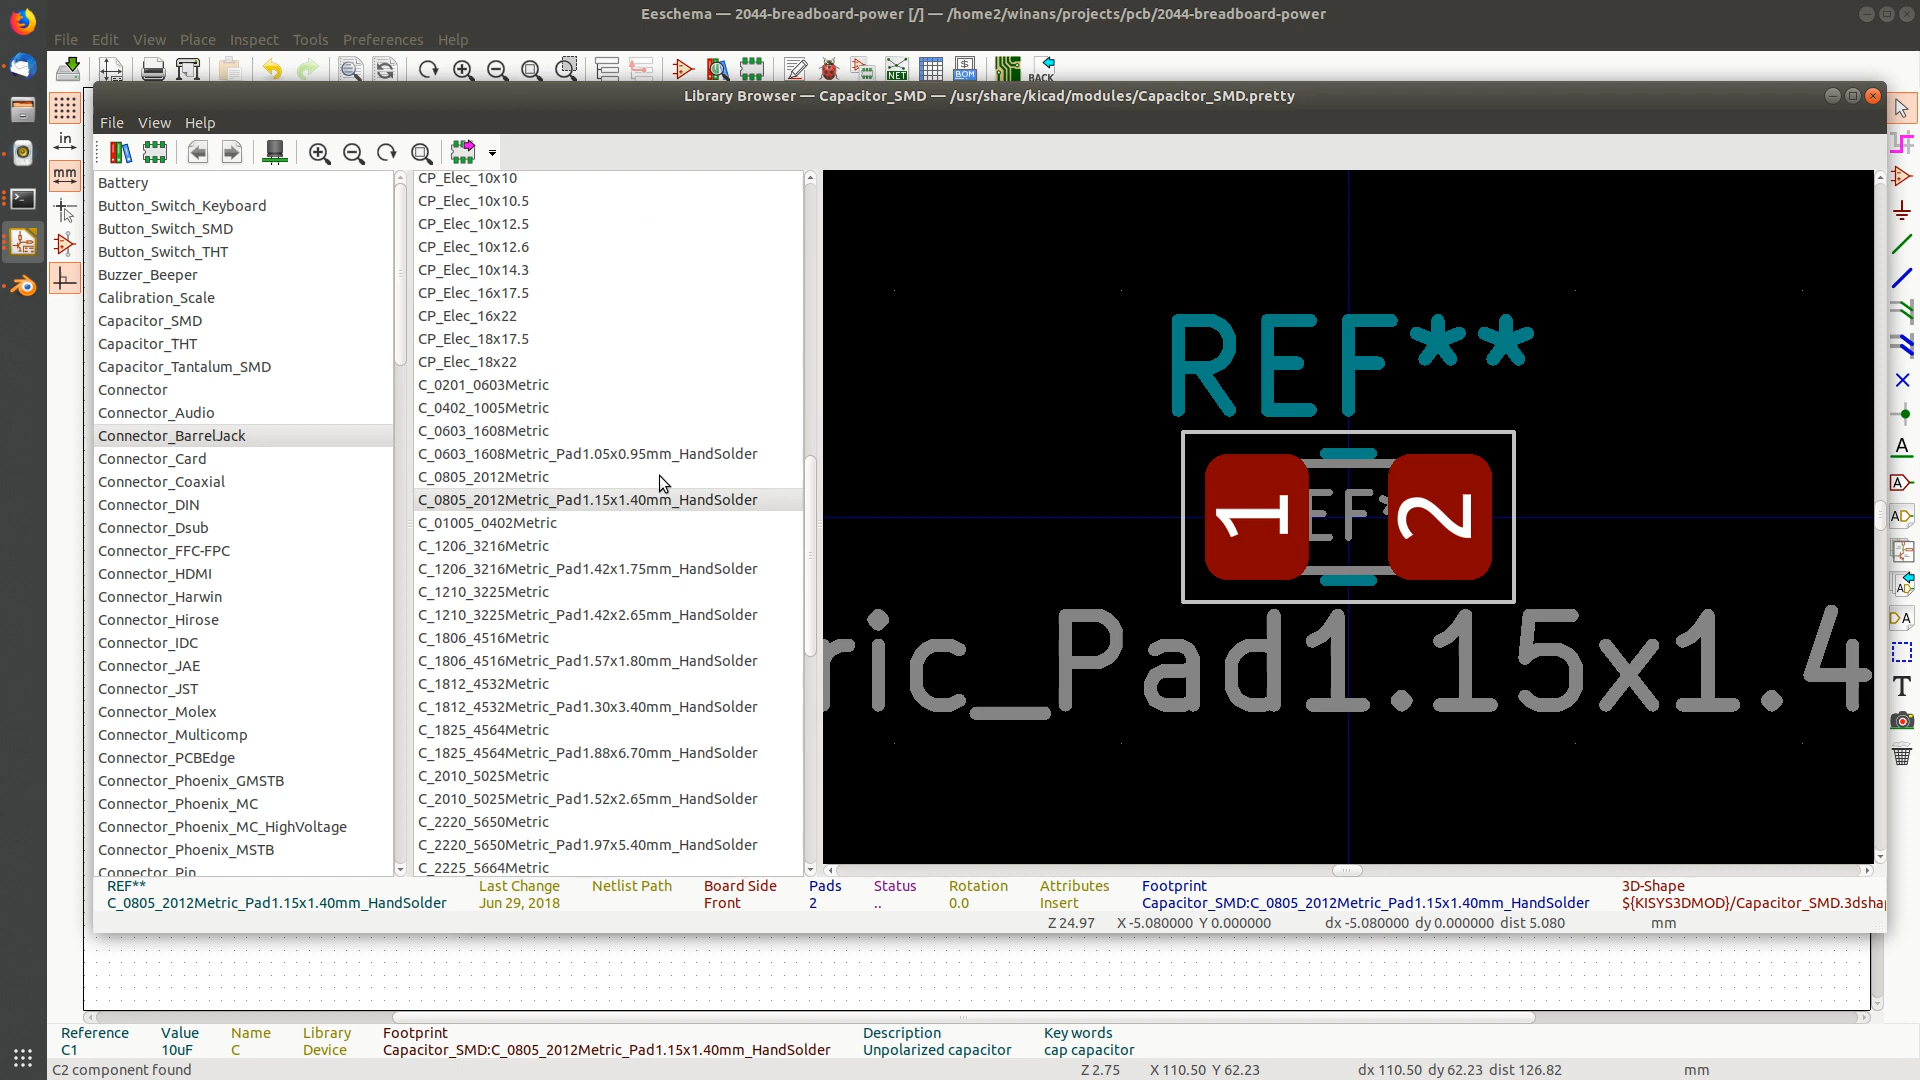 Eeschema — 2044-breadboard-power [/] — /home2/winans/projects/pcb/2044-breadboard-power
File Edit View Place Inspect Tools Preferences Help
NET
BOM
BACK
Library Browser — Capacitor_SMD — /usr/share/kicad/modules/Capacitor_SMD.pretty
File View Help
in
mm
Battery
Button_Switch_Keyboard
Button_Switch_SMD
Button_Switch_THT
Buzzer_Beeper
Calibration_Scale
Capacitor_SMD
Capacitor_THT
Capacitor_Tantalum_SMD
Connector
Connector_Audio
Connector_BarrelJack
Connector_Card
Connector_Coaxial
Connector_DIN
Connector_Dsub
Connector_FFC-FPC
Connector_HDMI
Connector_Harwin
Connector_Hirose
Connector_IDC
Connector_JAE
Connector_JST
Connector_Molex
Connector_Multicomp
Connector_PCBEdge
Connector_Phoenix_GMSTB
Connector_Phoenix_MC
Connector_Phoenix_MC_HighVoltage
Connector_Phoenix_MSTB
Connector_Pin
CP_Elec_10x10
CP_Elec_10x10.5
CP_Elec_10x12.5
CP_Elec_10x12.6
CP_Elec_10x14.3
CP_Elec_16x17.5
CP_Elec_16x22
CP_Elec_18x17.5
CP_Elec_18x22
C_0201_0603Metric
C_0402_1005Metric
C_0603_1608Metric
C_0603_1608Metric_Pad1.05x0.95mm_HandSolder
C_0805_2012Metric
C_0805_2012Metric_Pad1.15x1.40mm_HandSolder
C_01005_0402Metric
C_1206_3216Metric
C_1206_3216Metric_Pad1.42x1.75mm_HandSolder
C_1210_3225Metric
C_1210_3225Metric_Pad1.42x2.65mm_HandSolder
C_1806_4516Metric
C_1806_4516Metric_Pad1.57x1.80mm_HandSolder
C_1812_4532Metric
C_1812_4532Metric_Pad1.30x3.40mm_HandSolder
C_1825_4564Metric
C_1825_4564Metric_Pad1.88x6.70mm_HandSolder
C_2010_5025Metric
C_2010_5025Metric_Pad1.52x2.65mm_HandSolder
C_2220_5650Metric
C_2220_5650Metric_Pad1.97x5.40mm_HandSolder
C_2225_5664Metric
REF**
1 EF* 2
ric_Pad1.15x1.4
A
A
A
A
T
REF** Last Change Netlist Path Board Side Pads Status Rotation Attributes Footprint 3D-Shape
C_0805_2012Metric_Pad1.15x1.40mm_HandSolder Jun 29, 2018 Front 2 .. 0.0 Insert Capacitor_SMD:C_0805_2012Metric_Pad1.15x1.40mm_HandSolder ${KISYS3DMOD}/Capacitor_SMD.3dsha
Z 24.97 X -5.080000 Y 0.000000 dx -5.080000 dy 0.000000 dist 5.080 mm
Reference Value Name Library Footprint Description Key words
C1 10uF C Device Capacitor_SMD:C_0805_2012Metric_Pad1.15x1.40mm_HandSolder Unpolarized capacitor cap capacitor
C2 component found Z 2.75 X 110.50 Y 62.23 dx 110.50 dy 62.23 dist 126.82 mm